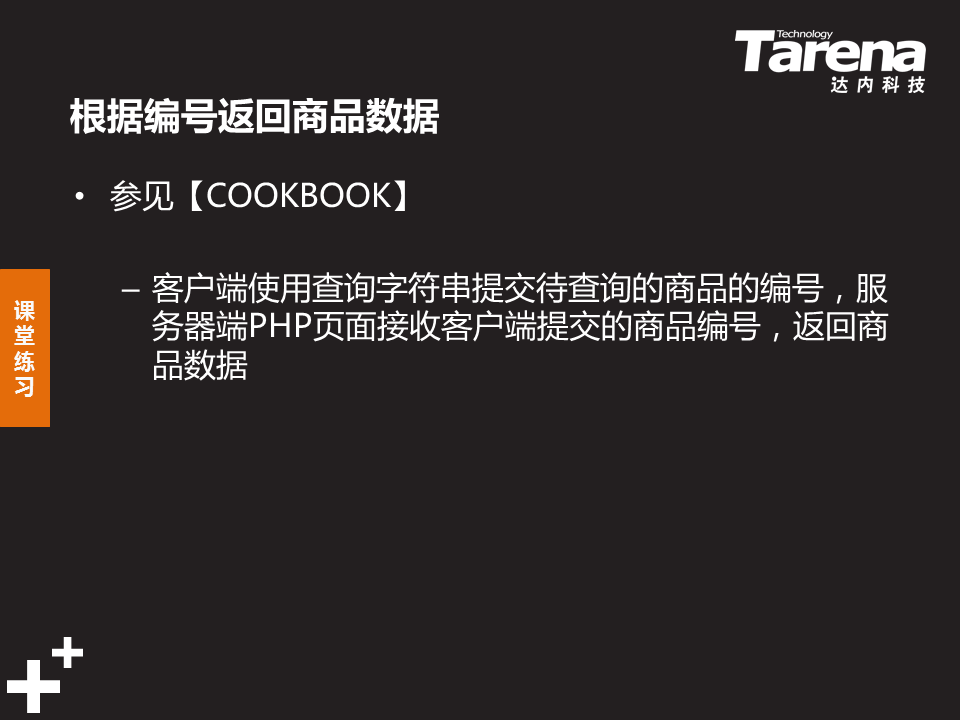 Technology
Tarena
达内科技
根据编号返回商品数据
• 参见【COOKBOOK】
– 客户端使用查询字符串提交待查询的商品的编号，服
务器端PHP页面接收客户端提交的商品编号，返回商
品数据
课
堂
练
习